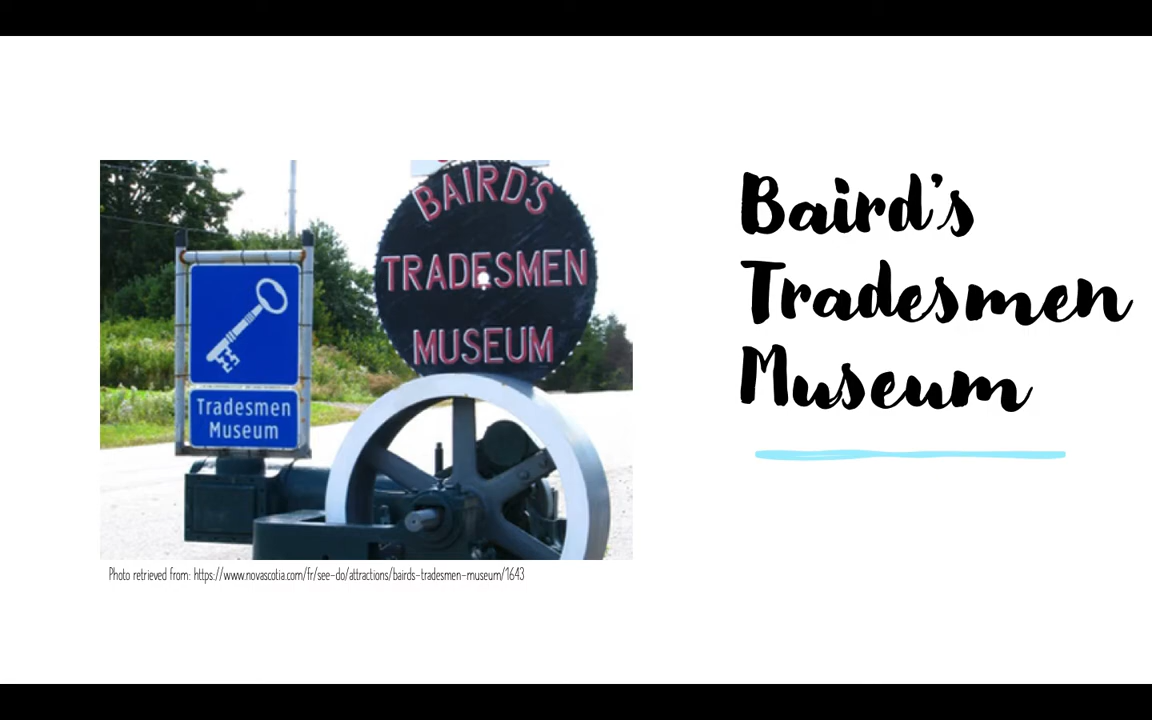 BAIRD'S
TRADESMEN
MUSEUM
Tradesmen
Museum
Photo retrieved from: https://www.novascotia.com/fr/see-do/attractions/bairds-tradesmen-museum/1643
Baird's
Tradesmen
Museum